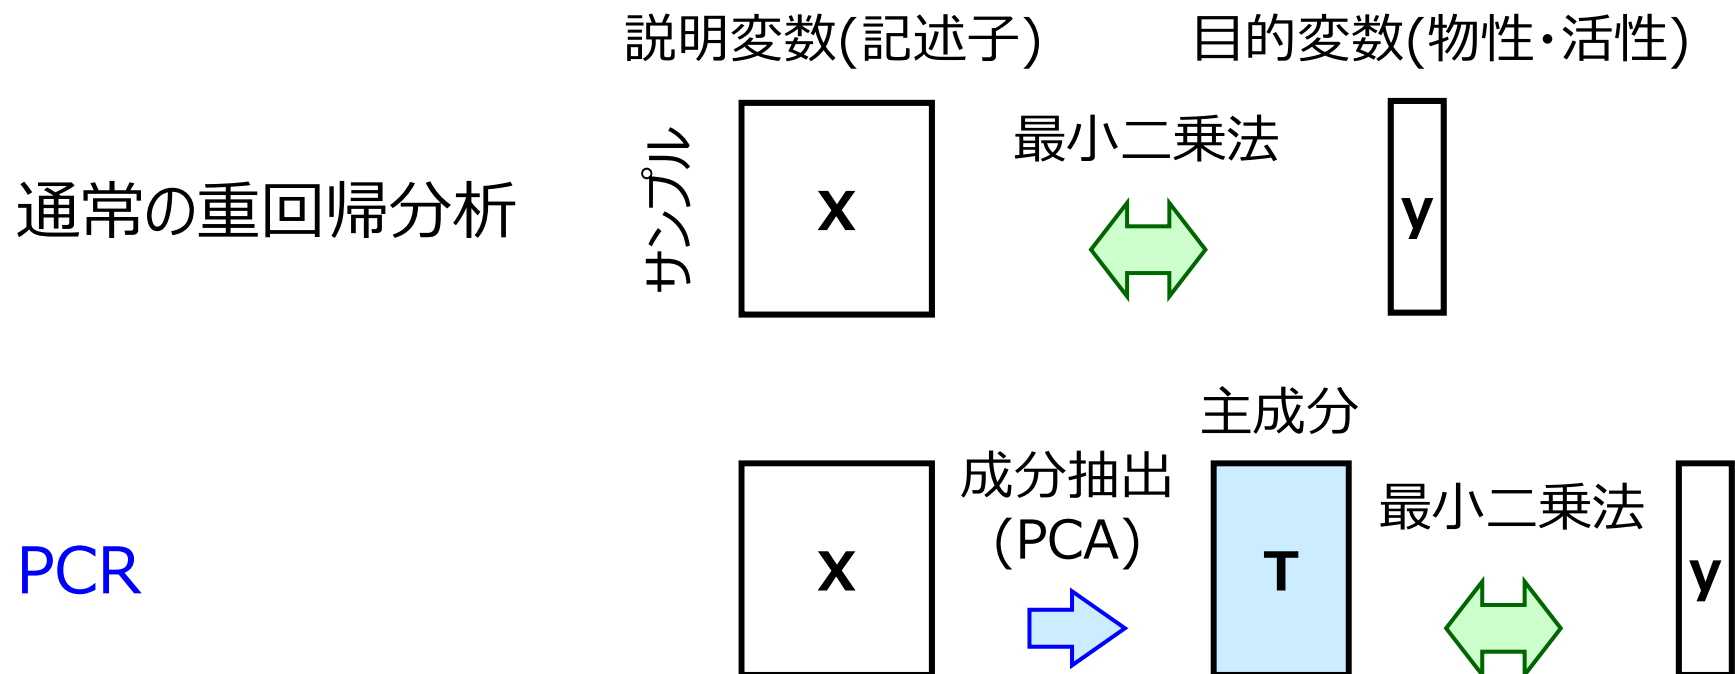 説明変数(記述子)
目的変数(物性・活性)
通常の重回帰分析
サンプル
X
最小二乗法
y
PCR
X
成分抽出
(PCA)
主成分
T
最小二乗法
y